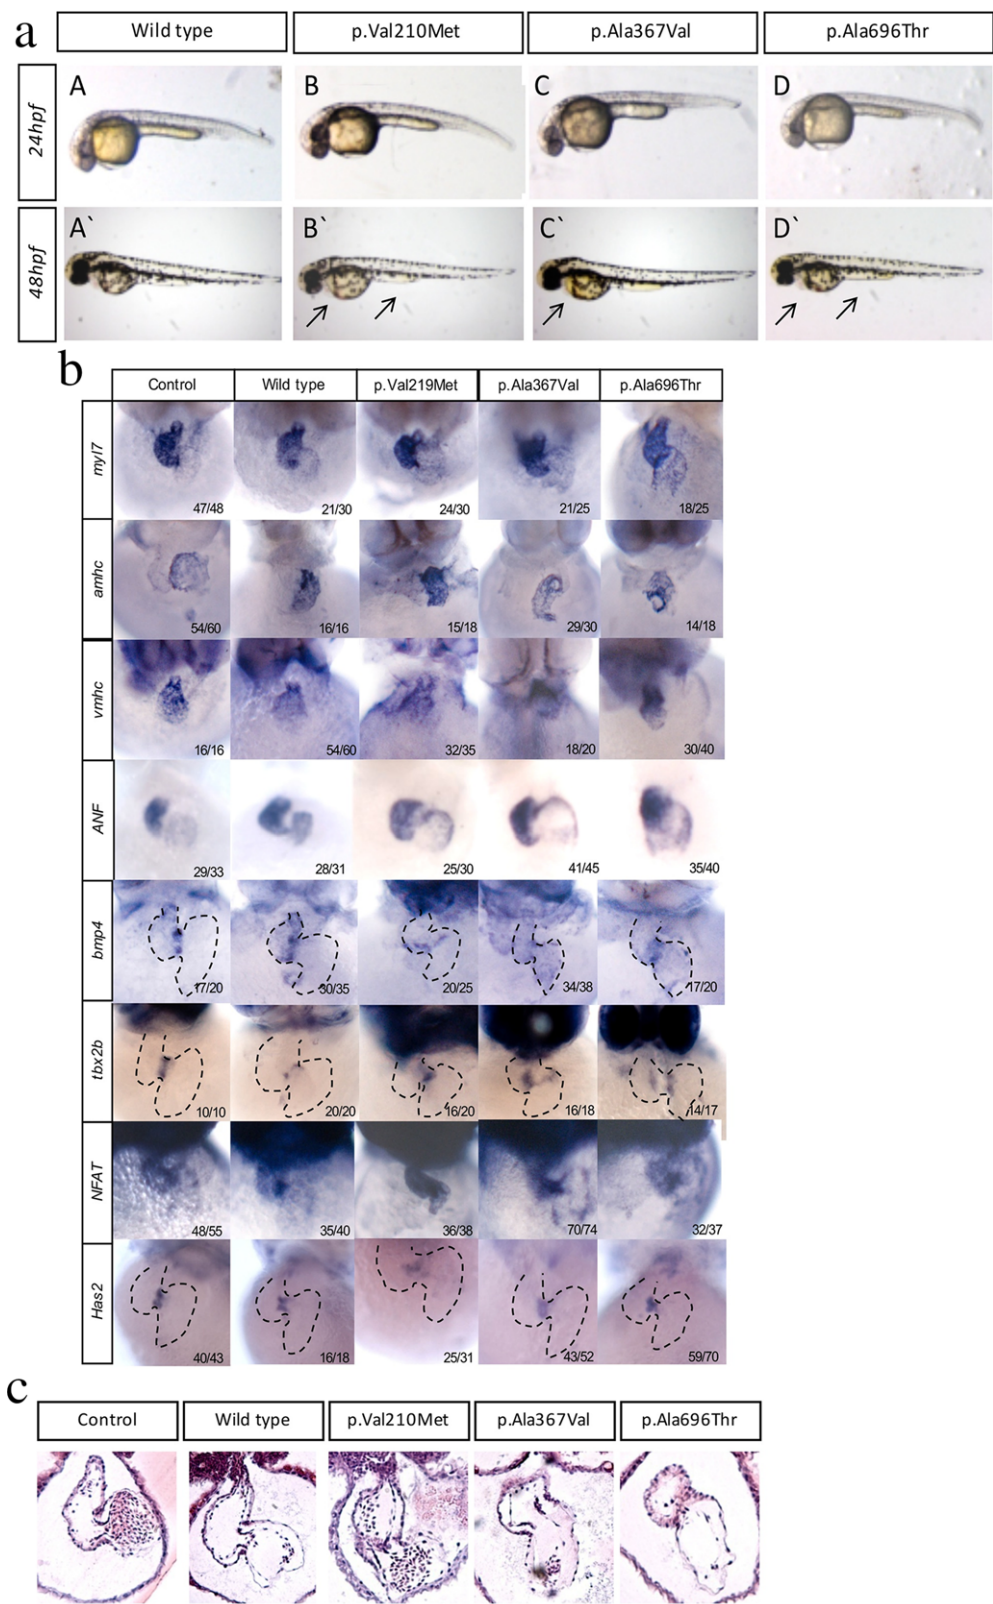 a
Wild type p.Val210Met p.Ala367Val p.Ala696Thr
24hpf A B C D
48hpf A` B` C` D`
b
Control Wild type p.Val219Met p.Ala367Val p.Ala696Thr
myl7
47/48 21/30 24/30 21/25 18/25
amhc
54/60 16/16 15/18 29/30 14/18
vmhc
16/16 54/60 32/35 18/20 30/40
ANF
29/33 28/31 25/30 41/45 35/40
bmp4
17/20 30/35 20/25 34/38 17/20
tbx2b
10/10 20/20 16/20 16/18 14/17
NFAT
48/55 35/40 36/38 70/74 32/37
Has2
40/43 16/18 25/31 43/52 59/70
c
Control Wild type p.Val210Met p.Ala367Val p.Ala696Thr